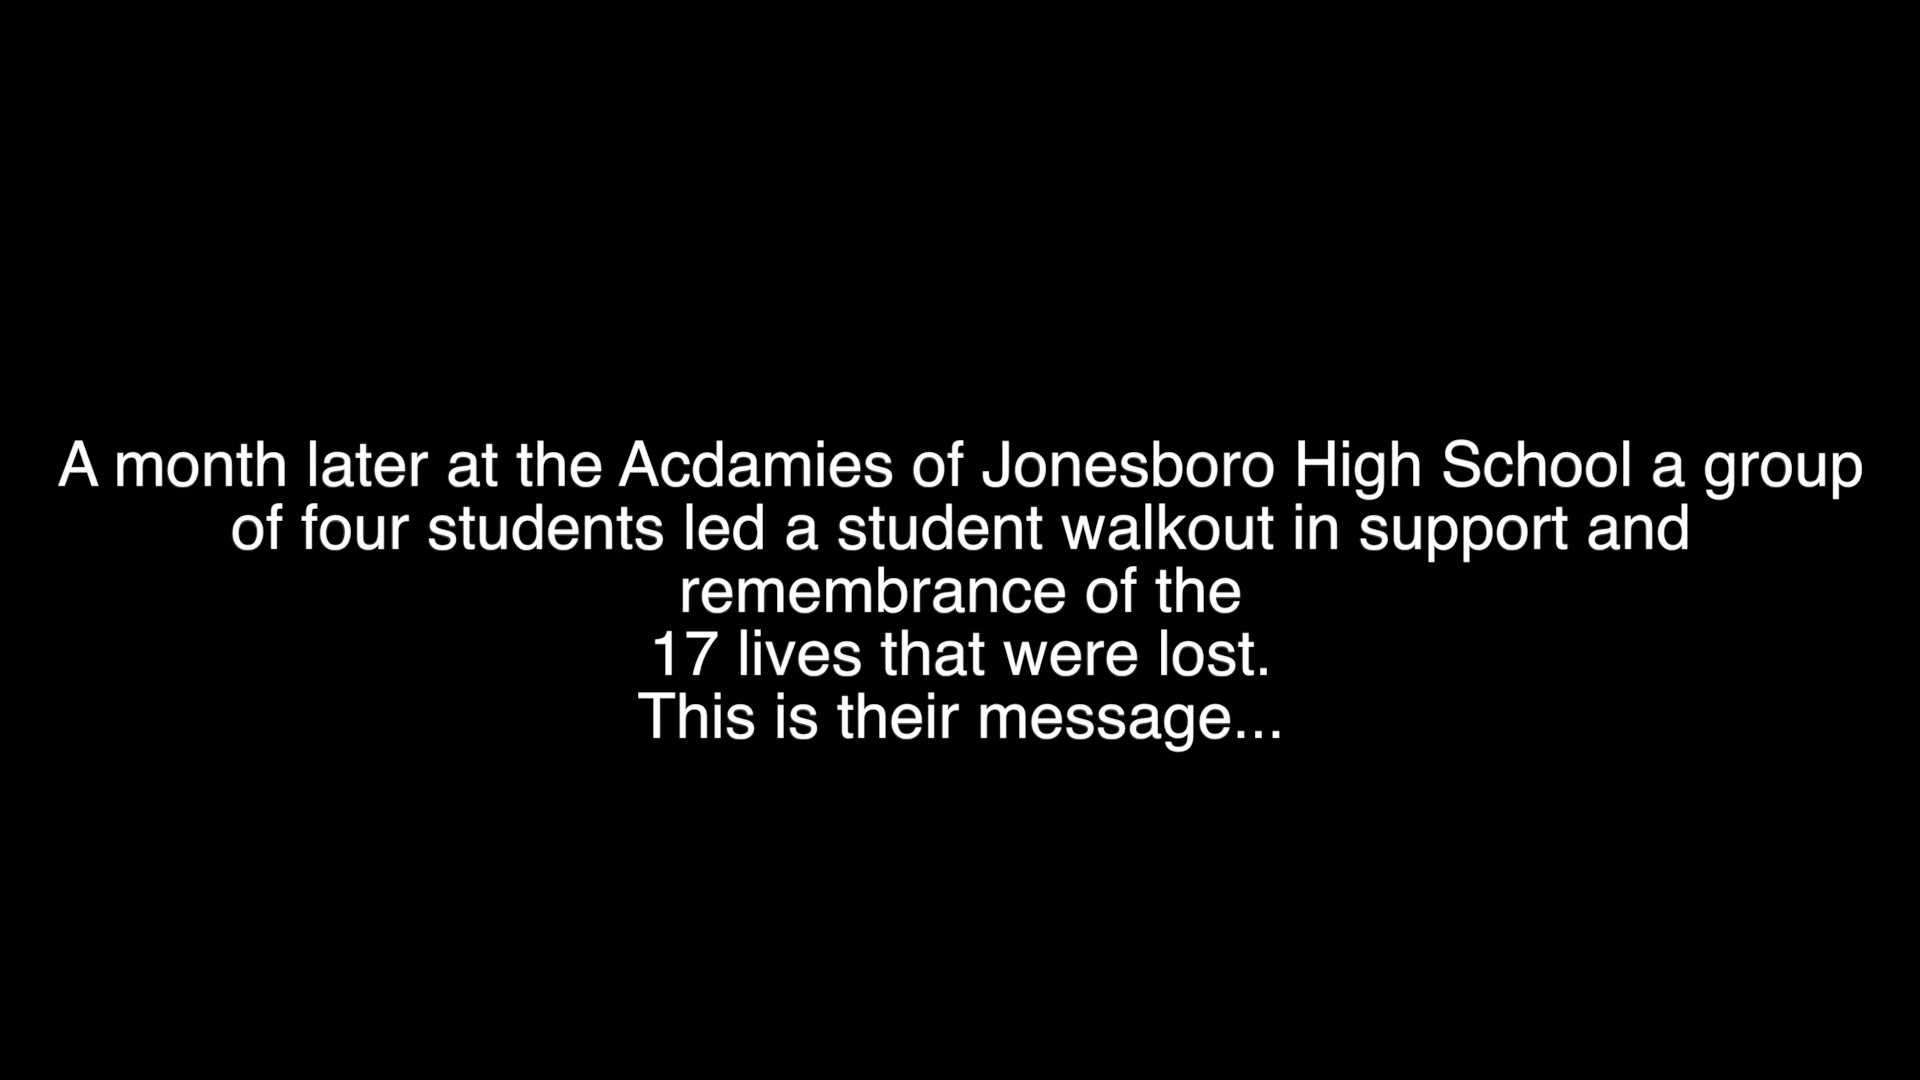 A month later at the Acdamies of Jonesboro High School a group
of four students led a student walkout in support and
remembrance of the
17 lives that were lost.
This is their message...